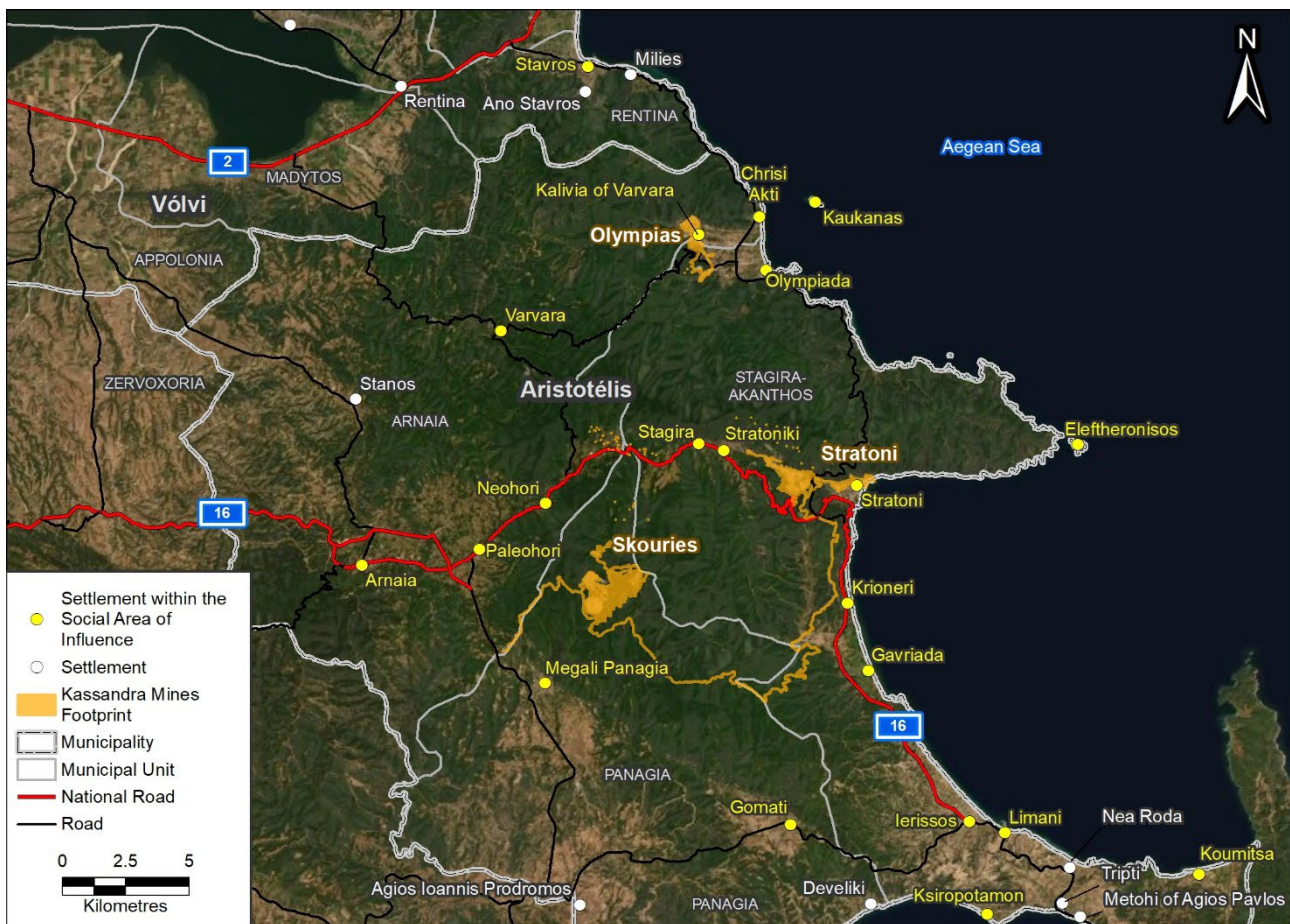 N
Stavros
Milies
Rentina
Ano Stavros
RENTINA
Aegean Sea
2
MADYTOS
Chrisi
Akti
Kalivia of Varvara
Kaukanas
Vólvi
Olympias
APPOLONIA
Olympiada
Varvara
ZERVOXORIA
Stanos
Aristotélis
STAGIRA-
AKANTHOS
ARNAIA
Stagira
Stratoniki
Eleftheronisos
Stratoni
Neohori
Stratoni
16
Skouries
Paleohori
Arnaia
Krioneri
Megali Panagia
Gavriada
16
PANAGIA
Gomati
Ierissos
Limani
Nea Roda
Koumitsa
Tripti
Agios Ioannis Prodromos
Develiki
PANAGIA
Ksiropotamon
Metohi of Agios Pavlos
Settlement within the
Social Area of
Influence
Settlement
Kassandra Mines
Footprint
Municipality
Municipal Unit
National Road
Road
0 2.5 5
Kilometres